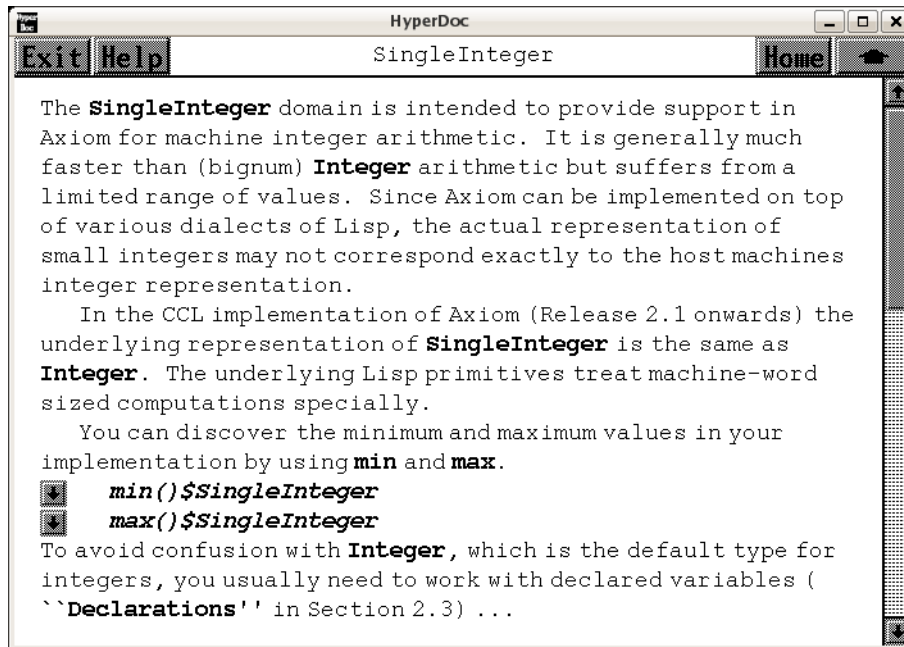 Hyper Doc
HyperDoc
Exit Help SingleInteger Home
The SingleInteger domain is intended to provide support in
Axiom for machine integer arithmetic. It is generally much
faster than (bignum) Integer arithmetic but suffers from a
limited range of values. Since Axiom can be implemented on top
of various dialects of Lisp, the actual representation of
small integers may not correspond exactly to the host machines
integer representation.
In the CCL implementation of Axiom (Release 2.1 onwards) the
underlying representation of SingleInteger is the same as
Integer. The underlying Lisp primitives treat machine-word
sized computations specially.
You can discover the minimum and maximum values in your
implementation by using min and max.
min()$SingleInteger
max()$SingleInteger
To avoid confusion with Integer, which is the default type for
integers, you usually need to work with declared variables (
``Declarations'' in Section 2.3) ...